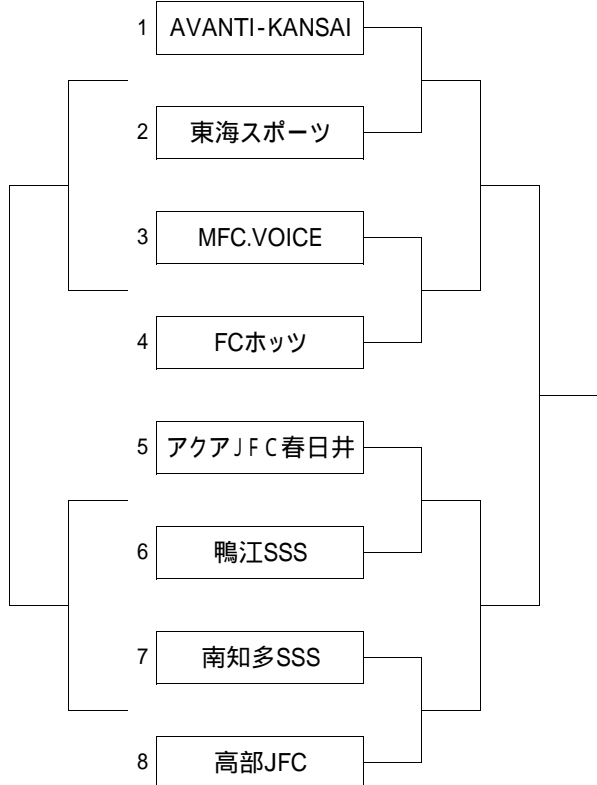 1 AVANTI-KANSAI
2 東海スポーツ
3 MFC.VOICE
4 FCホッツ
5 アクアJFC春日井
6 鴨江SSS
7 南知多SSS
8 高部JFC